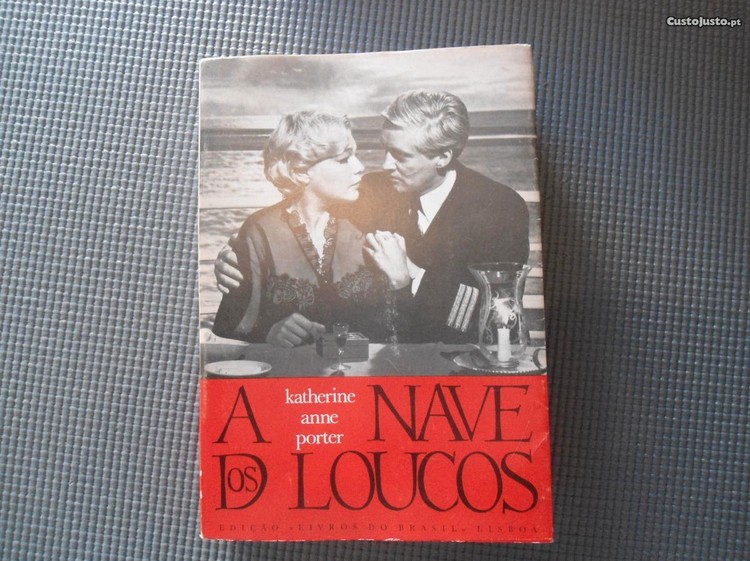 CustoJusto.pt
katherine
anne
porter
A NAVE
DOS LOUCOS
EDIÇÃO «LIVROS DO BRASIL» LISBOA